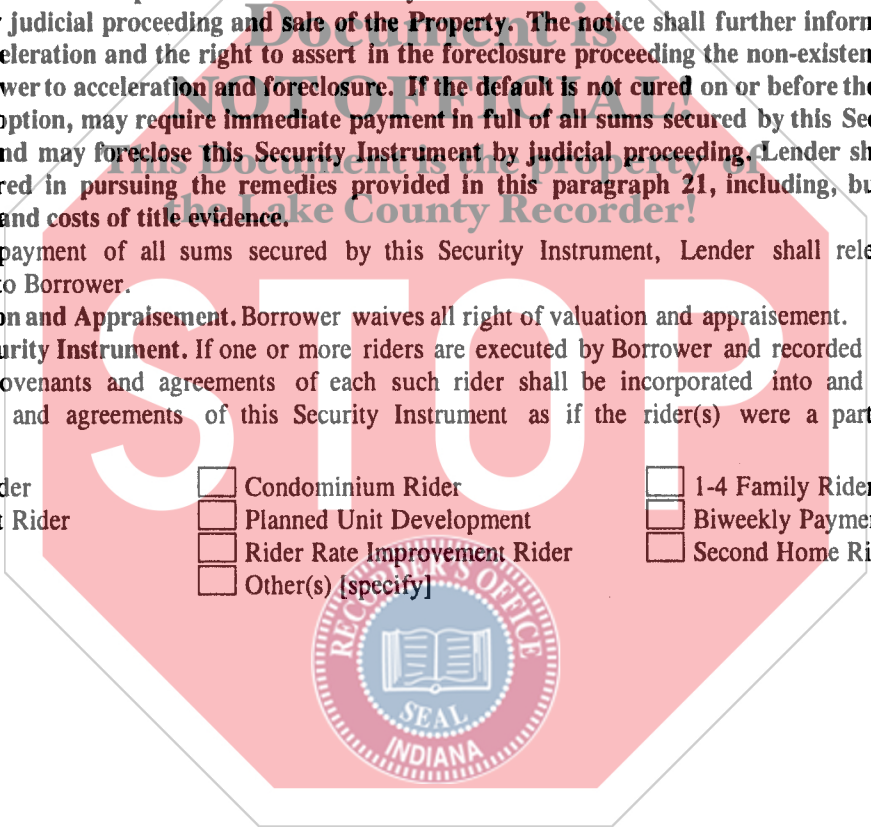 judicial proceeding and sale of the Property. The notice shall further inform
eleration and the right to assert in the foreclosure proceeding the non-existen
wer to acceleration and foreclosure. If the default is not cured on or before the
option, may require immediate payment in full of all sums secured by this Sec
nd may foreclose this Security Instrument by judicial proceeding. Lender sh
red in pursuing the remedies provided in this paragraph 21, including, bu
and costs of title evidence.
payment of all sums secured by this Security Instrument, Lender shall rele
o Borrower.
on and Appraisement. Borrower waives all right of valuation and appraisement.
urity Instrument. If one or more riders are executed by Borrower and recorded
ovenants and agreements of each such rider shall be incorporated into and
and agreements of this Security Instrument as if the rider(s) were a part
der Condominium Rider 1-4 Family Rider
t Rider Planned Unit Development Biweekly Payme
Rider Rate Improvement Rider Second Home Ri
Other(s) [specify]
Document is
NOT OFFICIAL!
This Document is the property of
the Lake County Recorder!
STOP
RECORDER'S OFFICE
SEAL
INDIANA